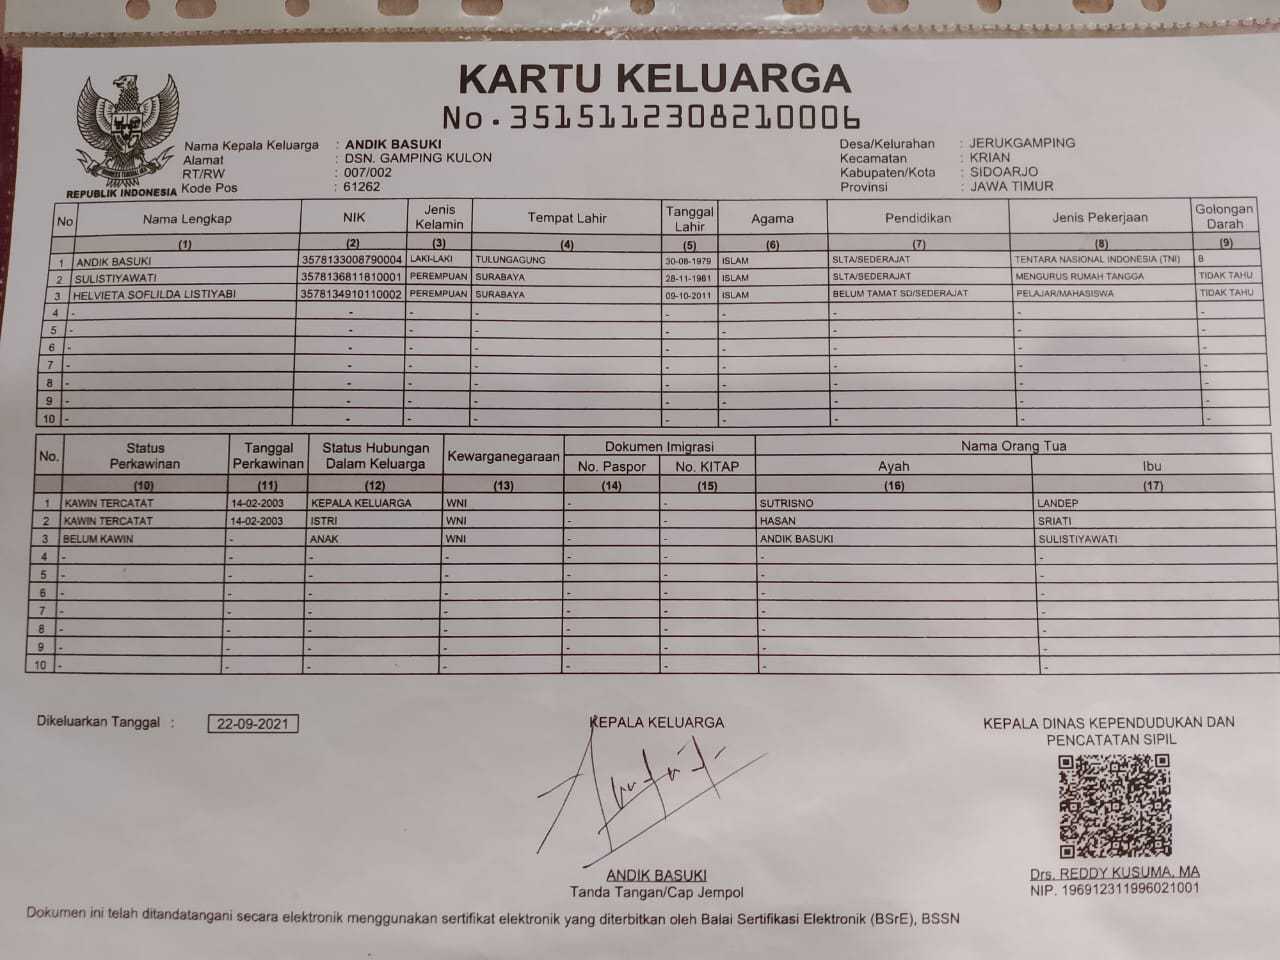 KARTU KELUARGA
No.3515112308210006
REPUBLIK INDONESIA
Nama Kepala Keluarga : ANDIK BASUKI
Alamat : DSN. GAMPING KULON
RT/RW : 007/002
Kode Pos : 61262
Desa/Kelurahan : JERUKGAMPING
Kecamatan : KRIAN
Kabupaten/Kota : SIDOARJO
Provinsi : JAWA TIMUR
No Nama Lengkap NIK Jenis Kelamin Tempat Lahir Tanggal Lahir Agama Pendidikan Jenis Pekerjaan Golongan Darah
(1) (2) (3) (4) (5) (6) (7) (8) (9)
1 ANDIK BASUKI 3578133008790004 LAKI-LAKI TULUNGAGUNG 30-08-1979 ISLAM SLTA/SEDERAJAT TENTARA NASIONAL INDONESIA (TNI) B
2 SULISTIYAWATI 3578136811810001 PEREMPUAN SURABAYA 28-11-1981 ISLAM SLTA/SEDERAJAT MENGURUS RUMAH TANGGA TIDAK TAHU
3 HELVIETA SOFLILDA LISTIYABI 3578134910110002 PEREMPUAN SURABAYA 09-10-2011 ISLAM BELUM TAMAT SD/SEDERAJAT PELAJAR/MAHASISWA TIDAK TAHU
4 - - - - - - - - -
5 - - - - - - - - -
6 - - - - - - - - -
7 - - - - - - - - -
8 - - - - - - - - -
9 - - - - - - - - -
10 - - - - - - - - -
No. Status Perkawinan Tanggal Perkawinan Status Hubungan Dalam Keluarga Kewarganegaraan Dokumen Imigrasi Nama Orang Tua
No. Paspor No. KITAP Ayah Ibu
(10) (11) (12) (13) (14) (15) (16) (17)
1 KAWIN TERCATAT 14-02-2003 KEPALA KELUARGA WNI - - SUTRISNO LANDEP
2 KAWIN TERCATAT 14-02-2003 ISTRI WNI - - HASAN SRIATI
3 BELUM KAWIN - ANAK WNI - - ANDIK BASUKI SULISTIYAWATI
4 - - - - - - - -
5 - - - - - - - -
6 - - - - - - - -
7 - - - - - - - -
8 - - - - - - - -
9 - - - - - - - -
10 - - - - - - - -
Dikeluarkan Tanggal : 22-09-2021
KEPALA KELUARGA
ANDIK BASUKI
Tanda Tangan/Cap Jempol
KEPALA DINAS KEPENDUDUKAN DAN
PENCATATAN SIPIL
Drs. REDDY KUSUMA, MA
NIP. 196912311996021001
Dokumen ini telah ditandatangani secara elektronik menggunakan sertifikat elektronik yang diterbitkan oleh Balai Sertifikasi Elektronik (BSrE), BSSN